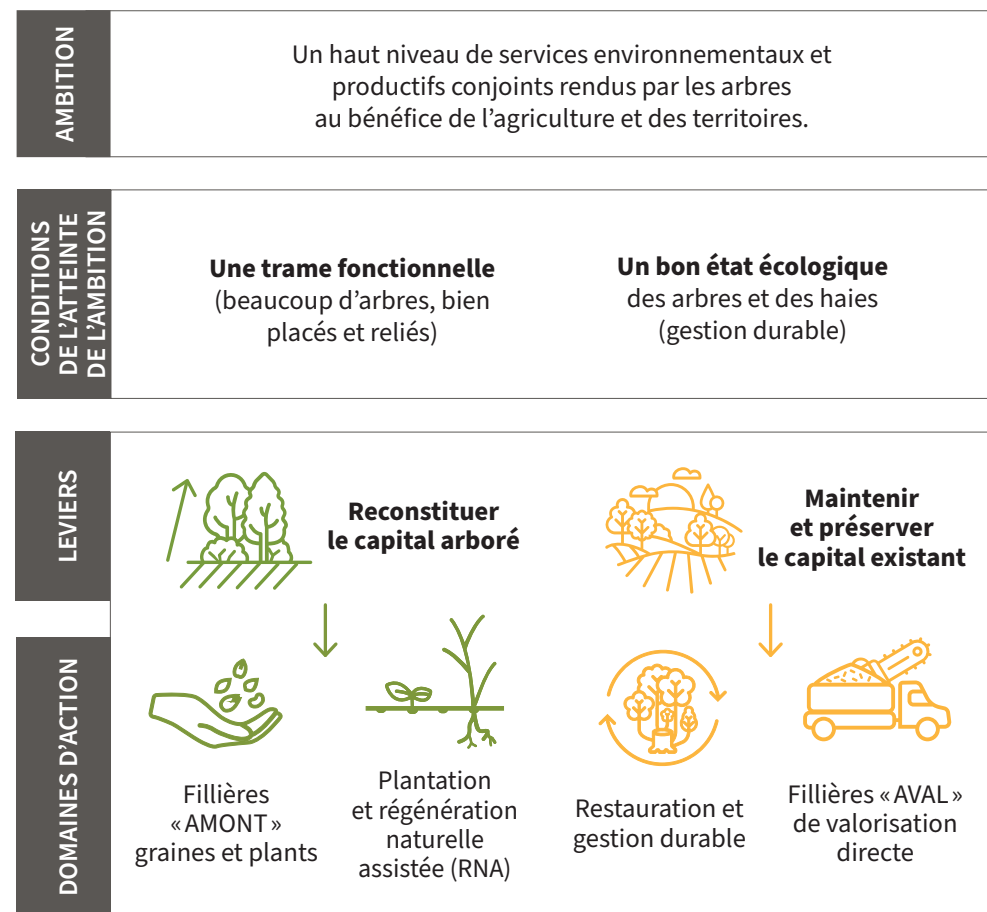 AMBITION
Un haut niveau de services environnementaux et
productifs conjoints rendus par les arbres
au bénéfice de l’agriculture et des territoires.
CONDITIONS
DE L’ATTEINTE
DE L’AMBITION
Une trame fonctionnelle
(beaucoup d’arbres, bien
placés et reliés)
Un bon état écologique
des arbres et des haies
(gestion durable)
LEVIERS
Reconstituer
le capital arboré
Maintenir
et préserver
le capital existant
DOMAINES D’ACTION
Fillières
« AMONT »
graines et plants
Plantation
et régénération
naturelle
assistée (RNA)
Restauration et
gestion durable
Fillières « AVAL »
de valorisation
directe